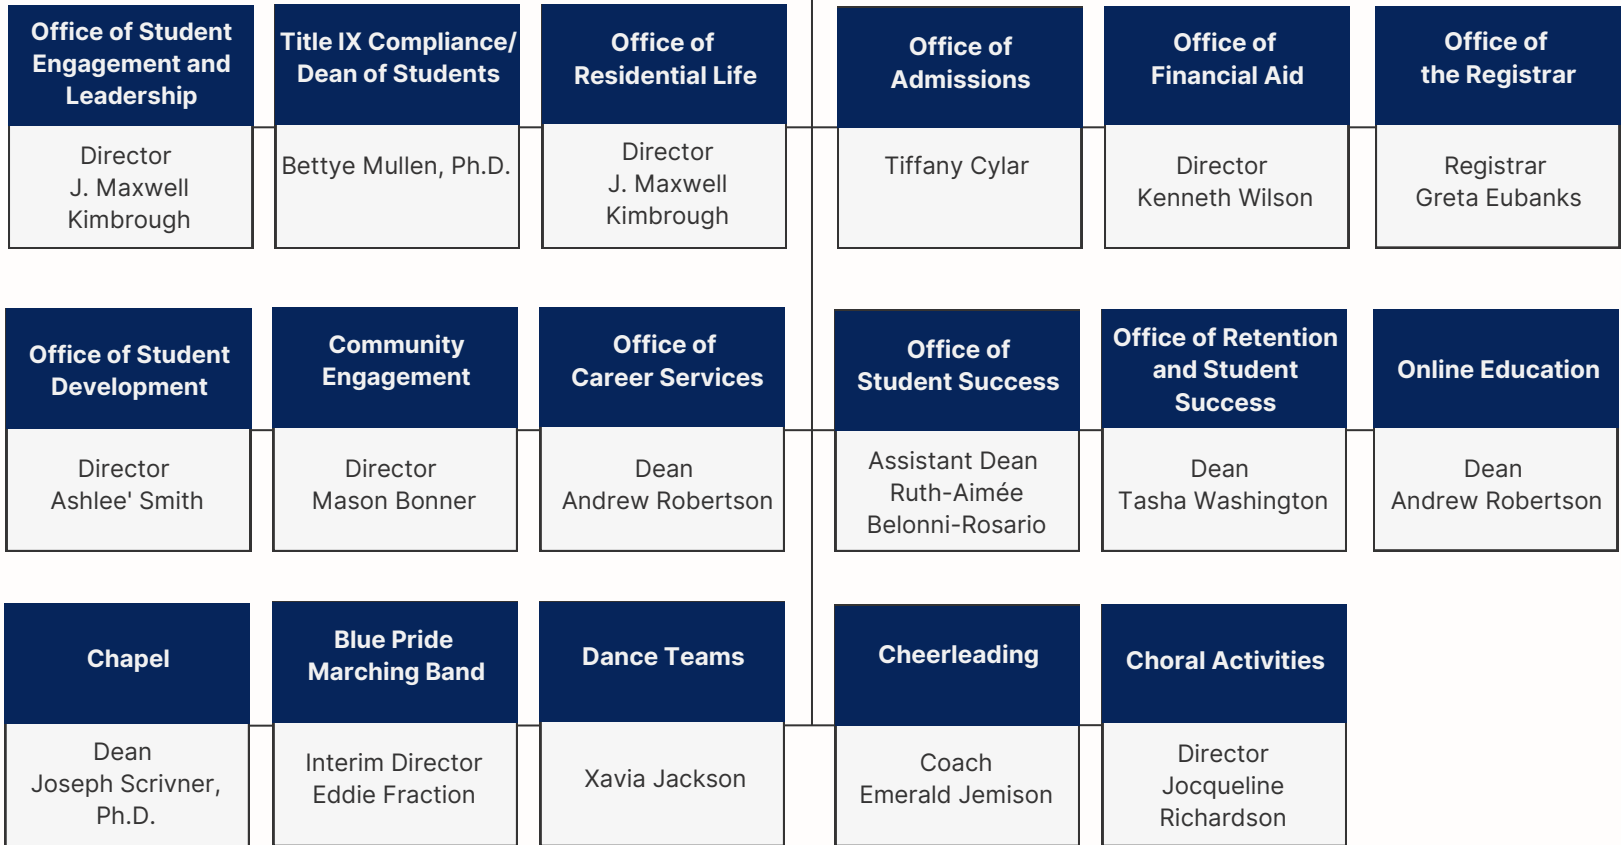 Office of Student
Engagement and
Leadership
Director
J. Maxwell
Kimbrough
Title IX Compliance/
Dean of Students
Bettye Mullen, Ph.D.
Office of
Residential Life
Director
J. Maxwell
Kimbrough
Office of
Admissions
Tiffany Cylar
Office of
Financial Aid
Director
Kenneth Wilson
Office of
the Registrar
Registrar
Greta Eubanks
Office of Student
Development
Director
Ashlee' Smith
Community
Engagement
Director
Mason Bonner
Office of
Career Services
Dean
Andrew Robertson
Office of
Student Success
Assistant Dean
Ruth-Aimée
Belonni-Rosario
Office of Retention
and Student
Success
Dean
Tasha Washington
Online Education
Dean
Andrew Robertson
Chapel
Dean
Joseph Scrivner,
Ph.D.
Blue Pride
Marching Band
Interim Director
Eddie Fraction
Dance Teams
Xavia Jackson
Cheerleading
Coach
Emerald Jemison
Choral Activities
Director
Jocqueline
Richardson